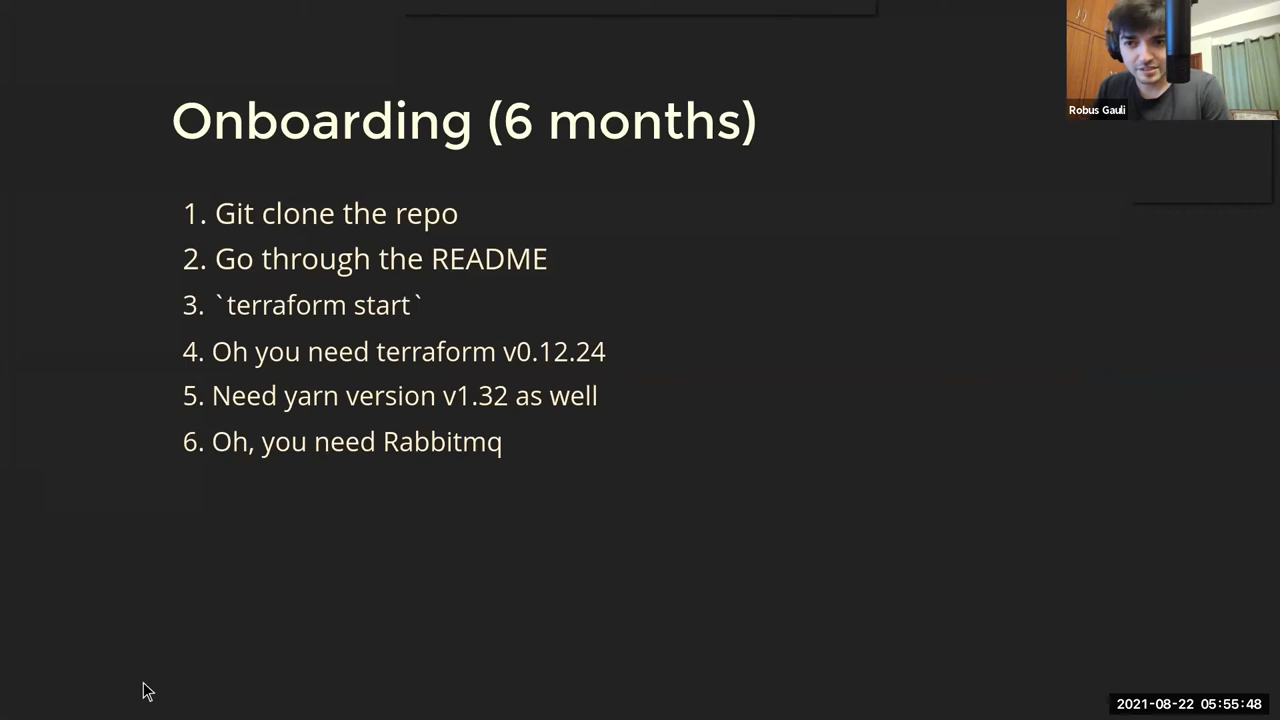 Onboarding (6 months)
1. Git clone the repo
2. Go through the README
3. `terraform start`
4. Oh you need terraform v0.12.24
5. Need yarn version v1.32 as well
6. Oh, you need Rabbitmq
Robus Gauli
2021-08-22 05:55:48